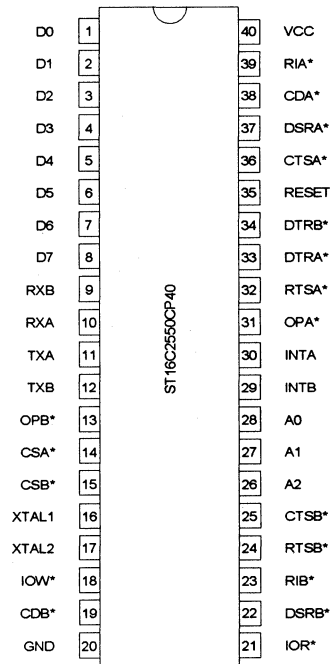 D0 1 40 VCC
D1 2 39 RIA*
D2 3 38 CDA*
D3 4 37 DSRA*
D4 5 36 CTSA*
D5 6 35 RESET
D6 7 34 DTRB*
D7 8 33 DTRA*
RXB 9 32 RTSA*
RXA 10 31 OPA*
TXA 11 30 INTA
TXB 12 29 INTB
OPB* 13 28 A0
CSA* 14 27 A1
CSB* 15 26 A2
XTAL1 16 25 CTSB*
XTAL2 17 24 RTSB*
IOW* 18 23 RIB*
CDB* 19 22 DSRB*
GND 20 21 IOR*
ST16C2550CP40